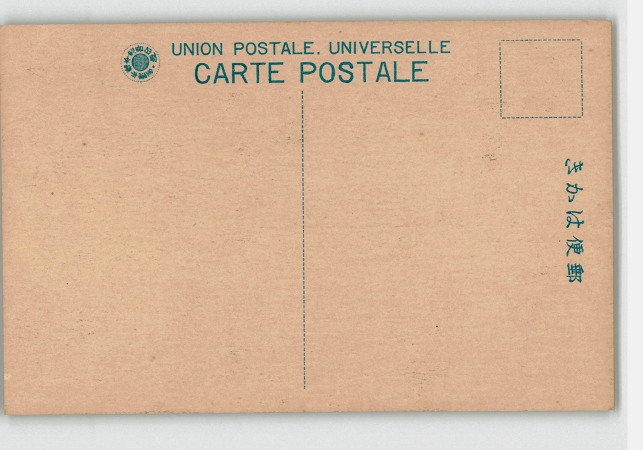 UNION POSTALE. UNIVERSELLE
CARTE POSTALE
きかは便郵